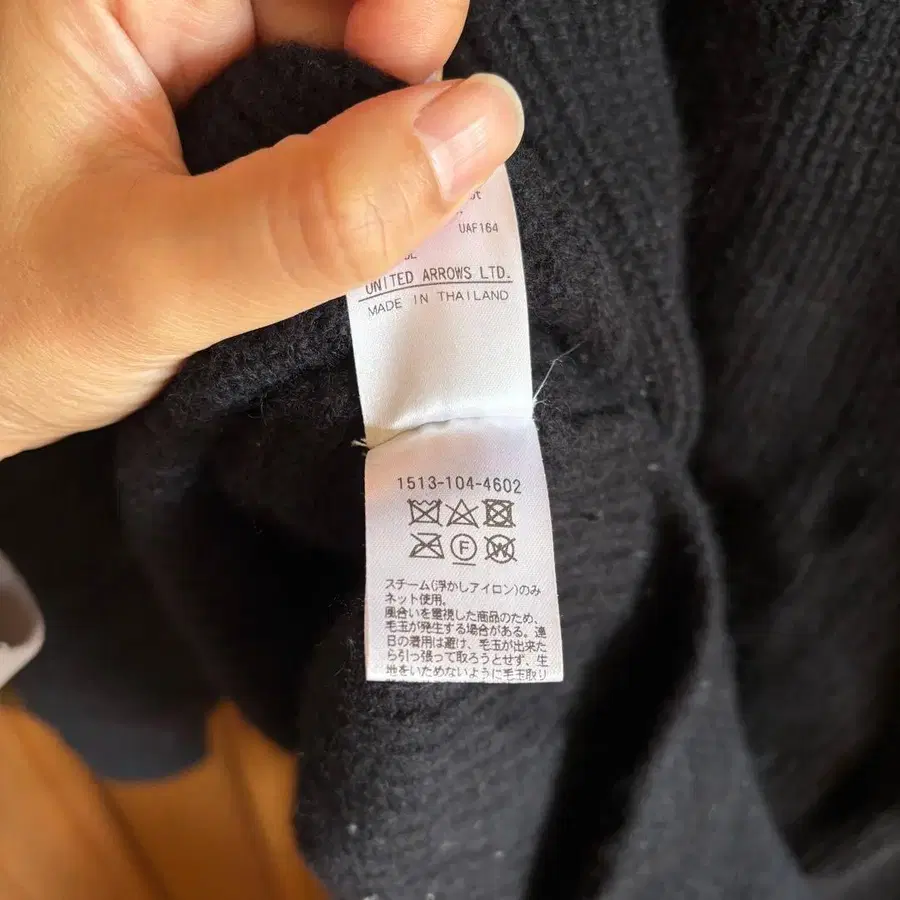 UAF164
UNITED ARROWS LTD.
MADE IN THAILAND
1513-104-4602
F
W
スチーム(浮かしアイロン)のみ
ネット使用。
風合いを重視した商品のため、
毛玉が発生する場合がある。連
日の着用は避け、毛玉が出来た
ら引っ張って取ろうとせず、生
地をいためないように毛玉取り